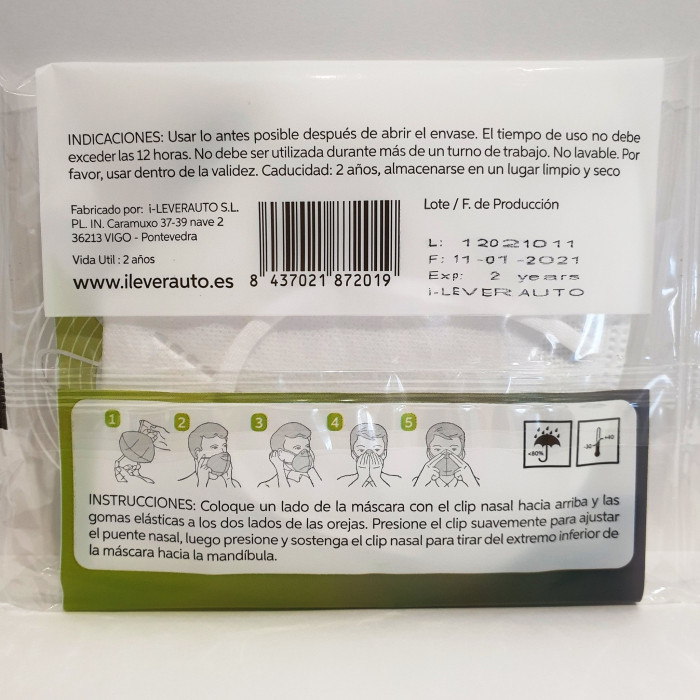 INDICACIONES: Usar lo antes posible después de abrir el envase. El tiempo de uso no debe
exceder las 12 horas. No debe ser utilizada durante más de un turno de trabajo. No lavable. Por
favor, usar dentro de la validez. Caducidad: 2 años, almacenarse en un lugar limpio y seco
Fabricado por: i-LEVERAUTO S.L.
PL. IN. Caramuxo 37-39 nave 2
36213 VIGO - Pontevedra
Vida Util : 2 años
www.ileverauto.es
8 437021 872019
Lote / F. de Producción
L: 12021011
F: 11-01-2021
Exp: 2 years
i-LEVER AUTO
1 2 3 4 5
<80%
-30 +40
INSTRUCCIONES: Coloque un lado de la máscara con el clip nasal hacia arriba y las
gomas elásticas a los dos lados de las orejas. Presione el clip suavemente para ajustar
el puente nasal, luego presione y sostenga el clip nasal para tirar del extremo inferior de
la máscara hacia la mandíbula.